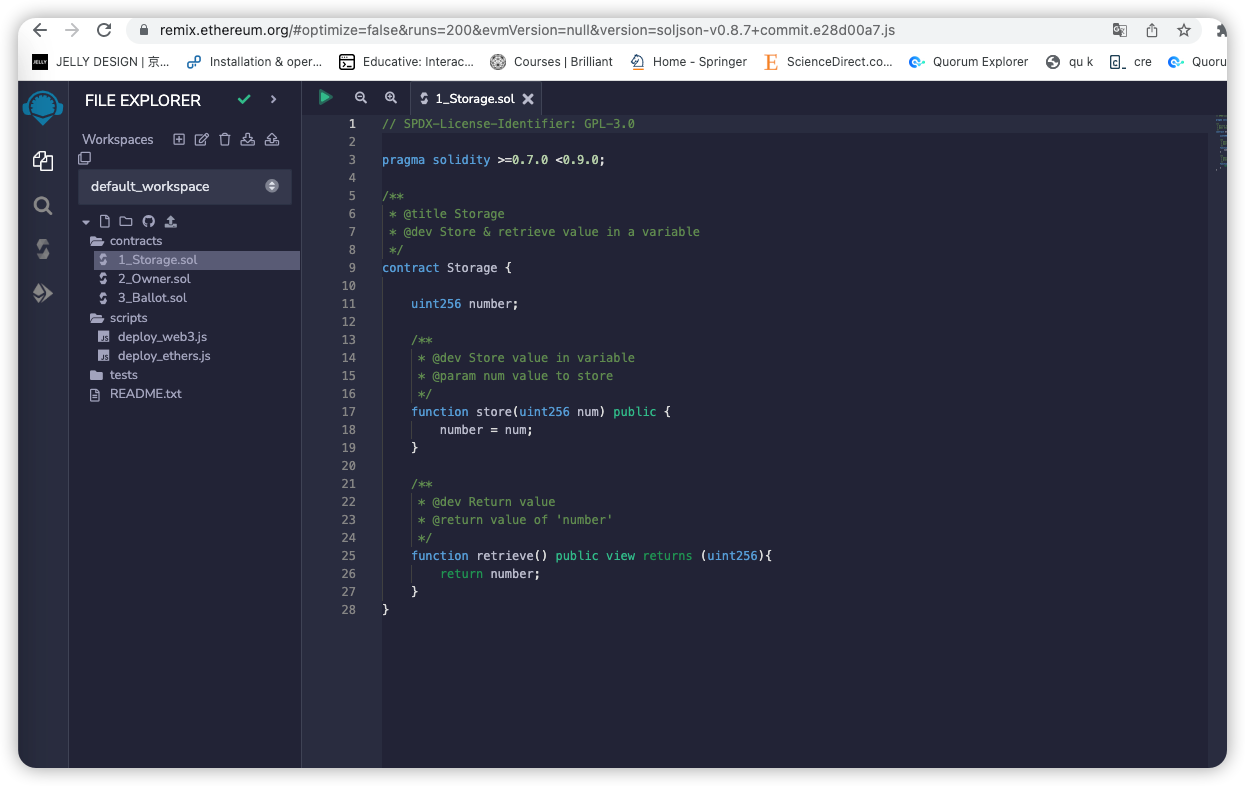 remix.ethereum.org/#optimize=false&runs=200&evmVersion=null&version=soljson-v0.8.7+commit.e28d00a7.js
JELLY JELLY DESIGN | 京... Installation & oper... Educative: Interac... Courses | Brilliant Home - Springer E ScienceDirect.co... Quorum Explorer qu k C_ cre Quoru
FILE EXPLORER
1_Storage.sol
Workspaces
default_workspace
contracts
1_Storage.sol
2_Owner.sol
3_Ballot.sol
scripts
JS deploy_web3.js
JS deploy_ethers.js
tests
README.txt
1 // SPDX-License-Identifier: GPL-3.0
2
3 pragma solidity >=0.7.0 <0.9.0;
4
5 /**
6  * @title Storage
7  * @dev Store & retrieve value in a variable
8  */
9 contract Storage {
10
11     uint256 number;
12
13     /**
14      * @dev Store value in variable
15      * @param num value to store
16      */
17     function store(uint256 num) public {
18         number = num;
19     }
20
21     /**
22      * @dev Return value
23      * @return value of 'number'
24      */
25     function retrieve() public view returns (uint256){
26         return number;
27     }
28 }